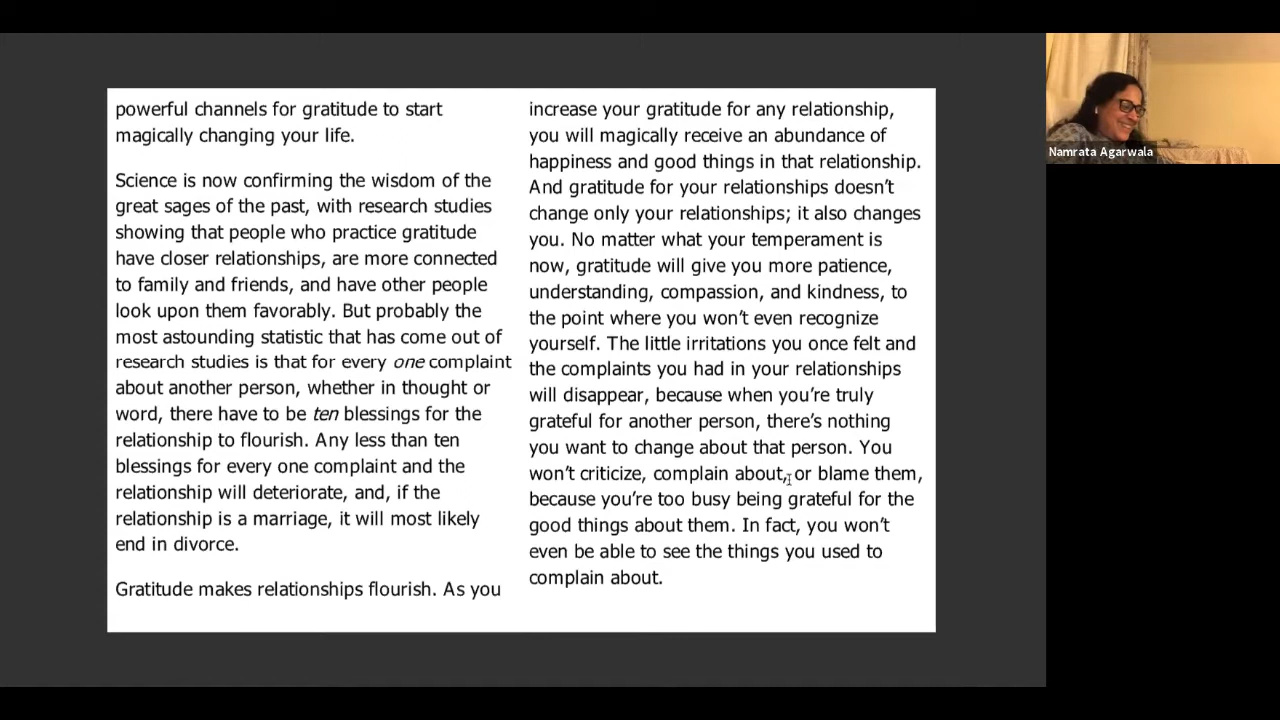 powerful channels for gratitude to start
magically changing your life.
Science is now confirming the wisdom of the
great sages of the past, with research studies
showing that people who practice gratitude
have closer relationships, are more connected
to family and friends, and have other people
look upon them favorably. But probably the
most astounding statistic that has come out of
research studies is that for every one complaint
about another person, whether in thought or
word, there have to be ten blessings for the
relationship to flourish. Any less than ten
blessings for every one complaint and the
relationship will deteriorate, and, if the
relationship is a marriage, it will most likely
end in divorce.
Gratitude makes relationships flourish. As you
increase your gratitude for any relationship,
you will magically receive an abundance of
happiness and good things in that relationship.
And gratitude for your relationships doesn’t
change only your relationships; it also changes
you. No matter what your temperament is
now, gratitude will give you more patience,
understanding, compassion, and kindness, to
the point where you won’t even recognize
yourself. The little irritations you once felt and
the complaints you had in your relationships
will disappear, because when you’re truly
grateful for another person, there’s nothing
you want to change about that person. You
won’t criticize, complain about, or blame them,
because you’re too busy being grateful for the
good things about them. In fact, you won’t
even be able to see the things you used to
complain about.
Namrata Agarwala